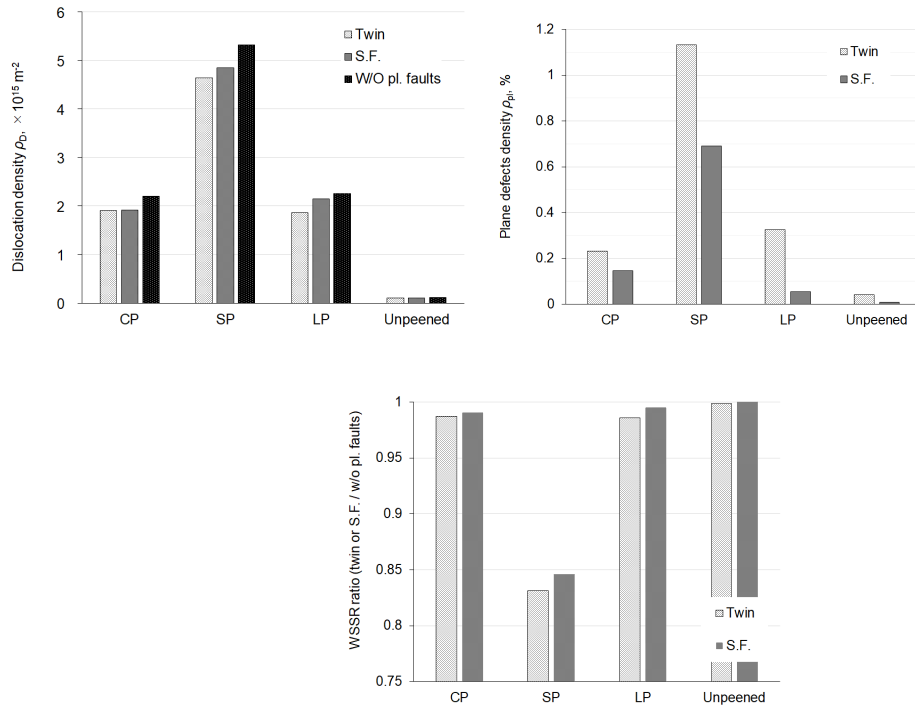 Dislocation density ρD, ×10¹⁵ m⁻²
6
5
4
3
2
1
0
Twin
S.F.
W/O pl. faults
CP SP LP Unpeened
Plane defects density ρpl, %
1.2
1
0.8
0.6
0.4
0.2
0
Twin
S.F.
CP SP LP Unpeened
WSSR ratio (twin or S.F. / w/o pl. faults)
1
0.95
0.9
0.85
0.8
0.75
Twin
S.F.
CP SP LP Unpeened